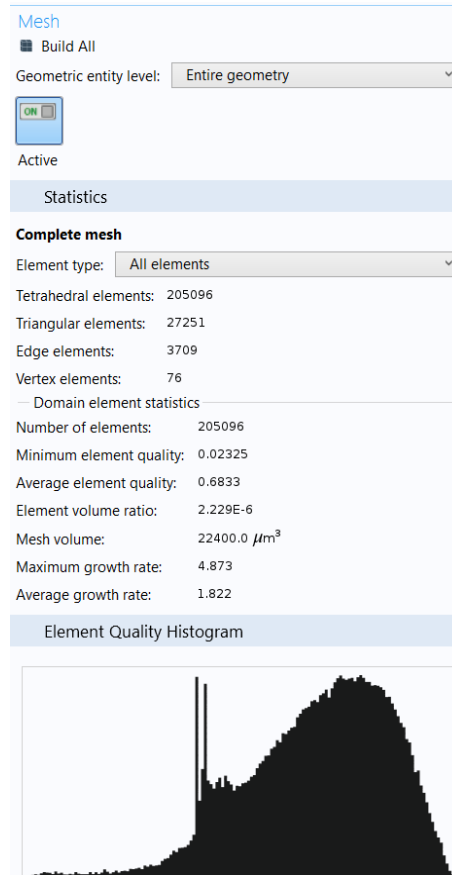 Mesh
Build All
Geometric entity level: Entire geometry
ON
Active
Statistics
Complete mesh
Element type: All elements
Tetrahedral elements: 205096
Triangular elements: 27251
Edge elements: 3709
Vertex elements: 76
Domain element statistics
Number of elements: 205096
Minimum element quality: 0.02325
Average element quality: 0.6833
Element volume ratio: 2.229E-6
Mesh volume: 22400.0 μm³
Maximum growth rate: 4.873
Average growth rate: 1.822
Element Quality Histogram